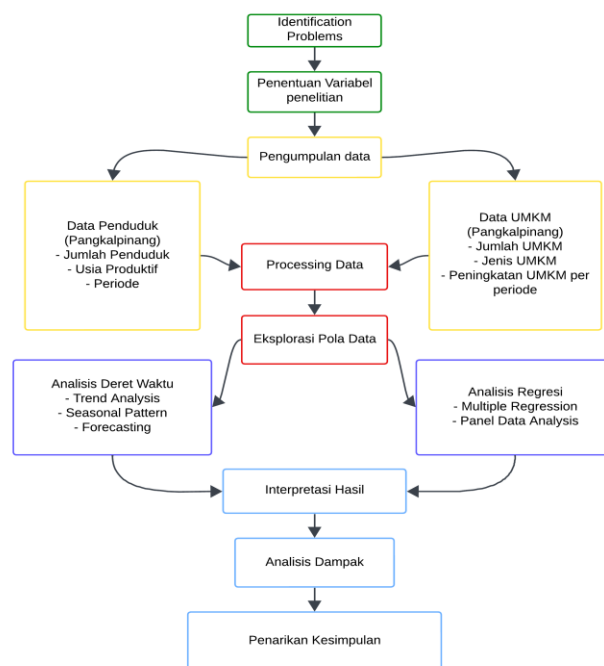 Identification
Problems
Penentuan Variabel
penelitian
Pengumpulan data
Data Penduduk
(Pangkalpinang)
- Jumlah Penduduk
- Usia Produktif
- Periode
Data UMKM
(Pangkalpinang)
- Jumlah UMKM
- Jenis UMKM
- Peningkatan UMKM per
periode
Processing Data
Eksplorasi Pola Data
Analisis Deret Waktu
- Trend Analysis
- Seasonal Pattern
- Forecasting
Analisis Regresi
- Multiple Regression
- Panel Data Analysis
Interpretasi Hasil
Analisis Dampak
Penarikan Kesimpulan